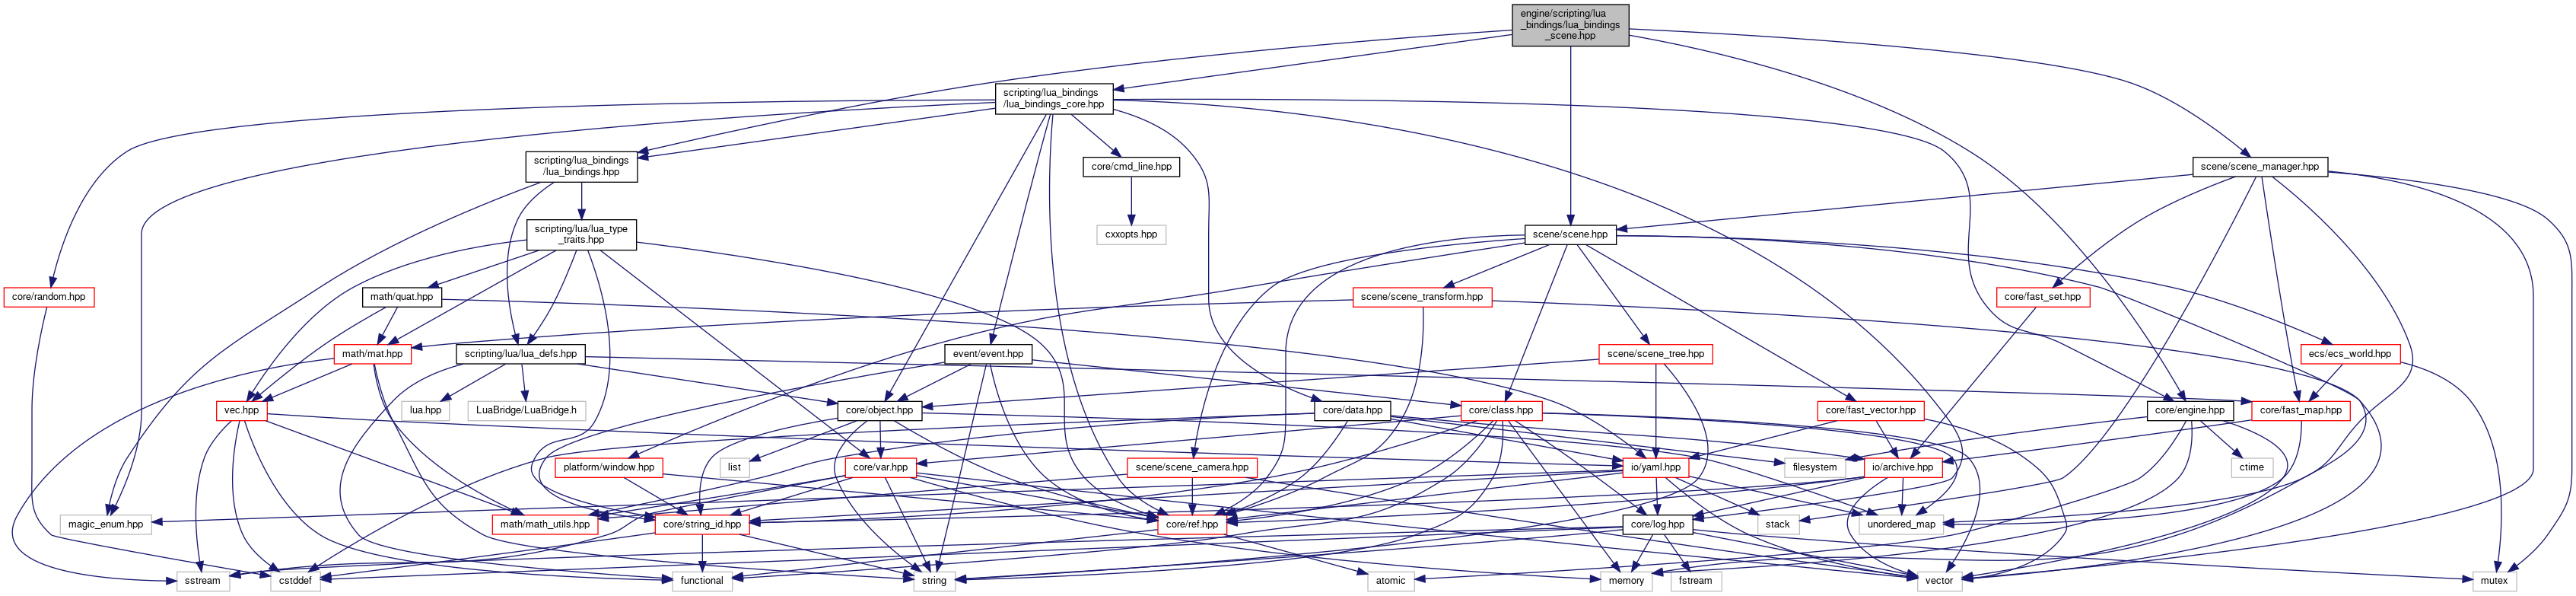 engine/scripting/lua
_bindings/lua_bindings
_scene.hpp
scripting/lua_bindings
/lua_bindings_core.hpp
scripting/lua_bindings
/lua_bindings.hpp
core/cmd_line.hpp
scene/scene_manager.hpp
scripting/lua/lua_type
_traits.hpp
cxxopts.hpp
scene/scene.hpp
core/random.hpp
math/quat.hpp
scene/scene_transform.hpp
core/fast_set.hpp
math/mat.hpp
scripting/lua/lua_defs.hpp
event/event.hpp
scene/scene_tree.hpp
ecs/ecs_world.hpp
vec.hpp
lua.hpp
LuaBridge/LuaBridge.h
core/object.hpp
core/data.hpp
core/class.hpp
core/fast_vector.hpp
core/engine.hpp
core/fast_map.hpp
list
platform/window.hpp
core/var.hpp
scene/scene_camera.hpp
io/yaml.hpp
filesystem
io/archive.hpp
ctime
magic_enum.hpp
math/math_utils.hpp
core/string_id.hpp
core/ref.hpp
core/log.hpp
stack
unordered_map
sstream
cstddef
functional
string
atomic
memory
fstream
vector
mutex